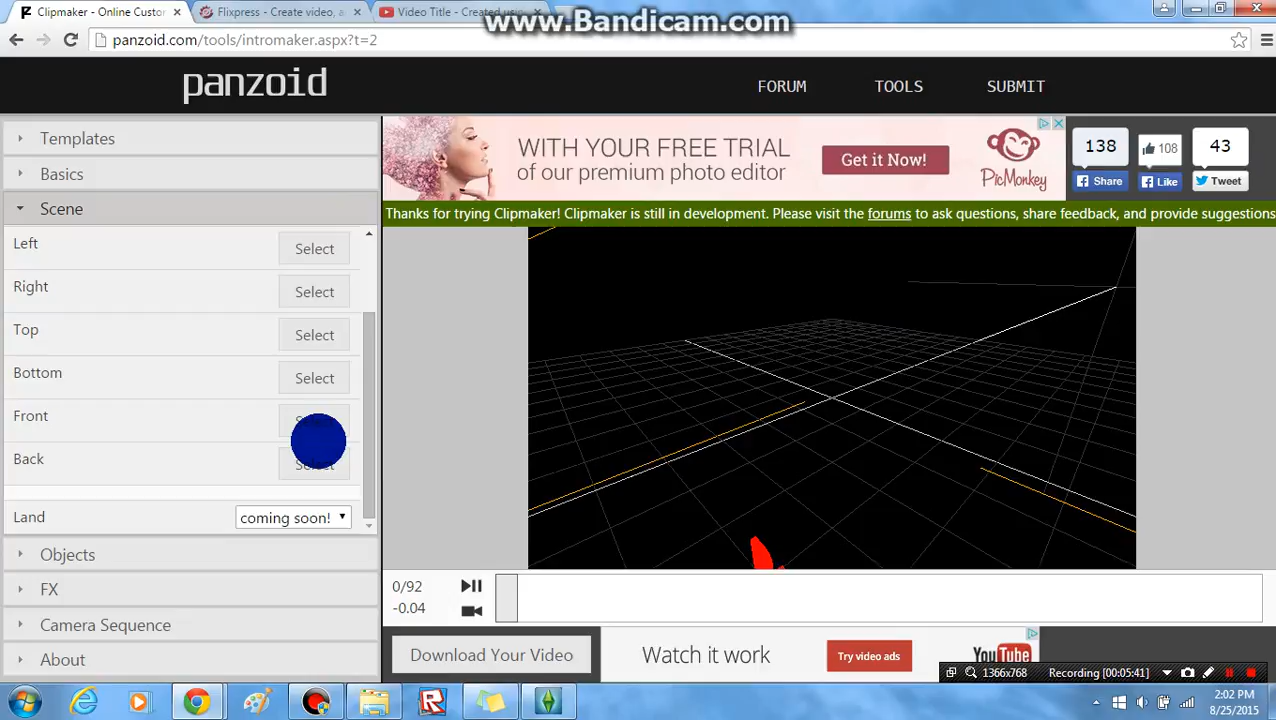 www.Bandicam.com
Clipmaker - Online Custo
Flixpress - Create video, a
Video Title - Created usin
panzoid.com/tools/intromaker.aspx?t=2
panzoid
FORUM
TOOLS
SUBMIT
Templates
Basics
Scene
Left
Select
Right
Select
Top
Select
Bottom
Select
Front
Back
Select
Land
coming soon!
Objects
FX
Camera Sequence
About
WITH YOUR FREE TRIAL
of our premium photo editor
Get it Now!
PicMonkey
138
108
43
Share
Like
Tweet
Thanks for trying Clipmaker! Clipmaker is still in development. Please visit the forums to ask questions, share feedback, and provide suggestions
0/92
-0.04
Download Your Video
Watch it work
Try video ads
YouTube
1366x768
Recording [00:05:41]
2:02 PM
8/25/2015